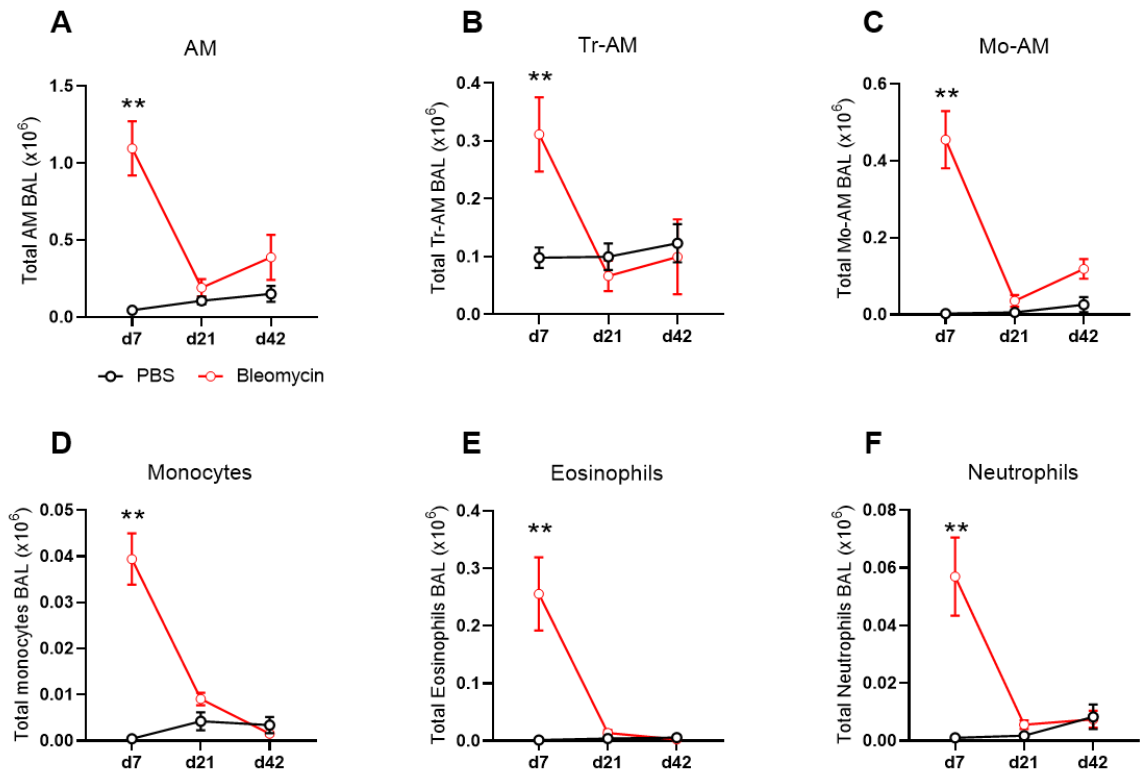 A
AM
Total AM BAL (x10⁶)
1.5
1.0
0.5
0.0
**
d7 d21 d42
PBS Bleomycin
B
Tr-AM
Total Tr-AM BAL (x10⁶)
0.4
0.3
0.2
0.1
0.0
**
d7 d21 d42
C
Mo-AM
Total Mo-AM BAL (x10⁶)
0.6
0.4
0.2
0.0
**
d7 d21 d42
D
Monocytes
Total monocytes BAL (x10⁶)
0.05
0.04
0.03
0.02
0.01
0.00
**
d7 d21 d42
E
Eosinophils
Total Eosinophils BAL (x10⁶)
0.4
0.3
0.2
0.1
0.0
**
d7 d21 d42
F
Neutrophils
Total Neutrophils BAL (x10⁶)
0.08
0.06
0.04
0.02
0.00
**
d7 d21 d42